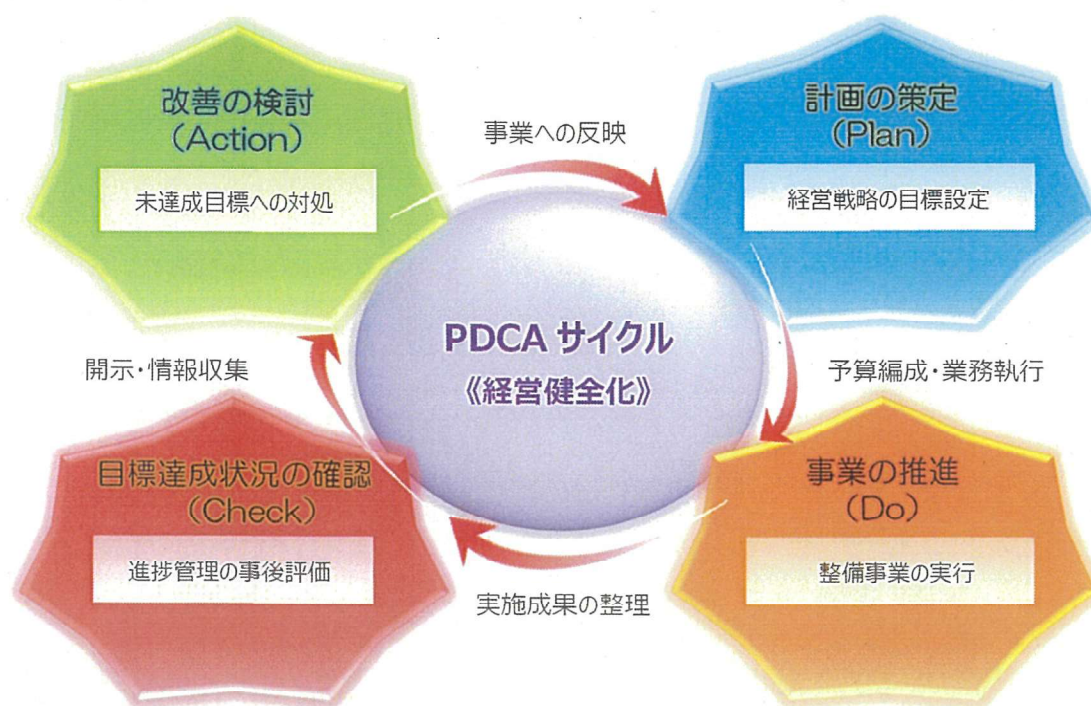 改善の検討
(Action)
未達成目標への対処
事業への反映
計画の策定
(Plan)
経営戦略の目標設定
PDCA サイクル
《経営健全化》
開示・情報収集
予算編成・業務執行
目標達成状況の確認
(Check)
進捗管理の事後評価
事業の推進
(Do)
整備事業の実行
実施成果の整理